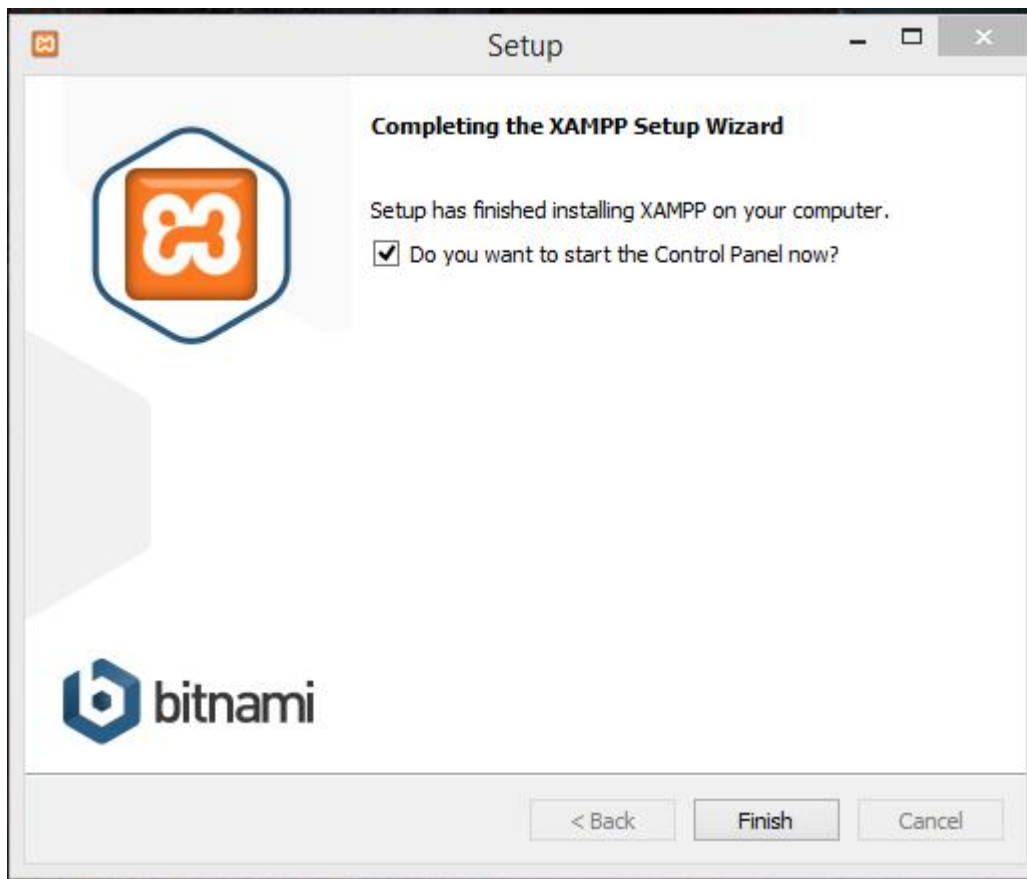 Setup
Completing the XAMPP Setup Wizard
Setup has finished installing XAMPP on your computer.
Do you want to start the Control Panel now?
bitnami
< Back
Finish
Cancel